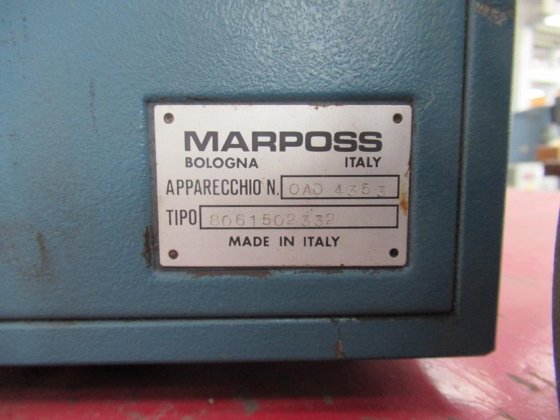 MARPOSS
BOLOGNA ITALY
APPARECCHIO N. OAD 4353
TIPO 8061502332
MADE IN ITALY